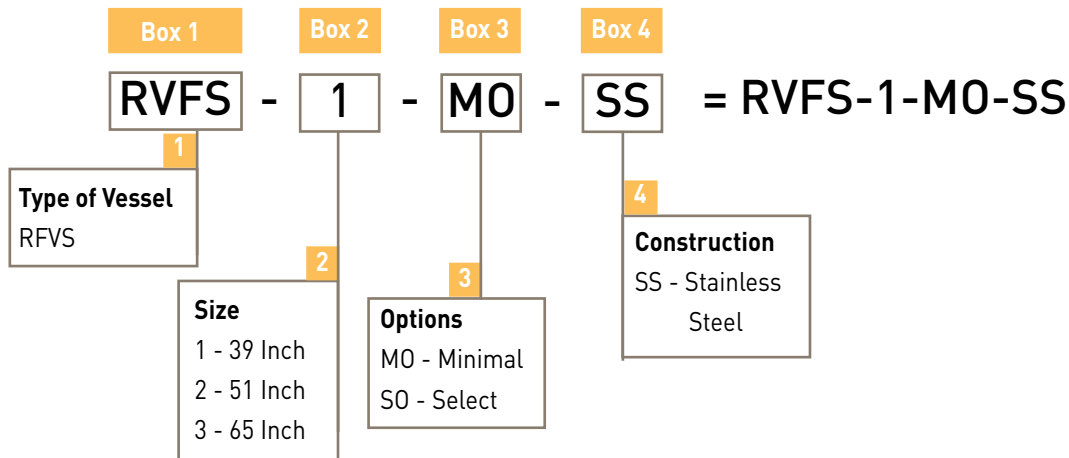 Box 1 Box 2 Box 3 Box 4
RVFS - 1 - MO - SS = RVFS-1-MO-SS
1
Type of Vessel
RFVS
2
Size
1 - 39 Inch
2 - 51 Inch
3 - 65 Inch
3
Options
MO - Minimal
SO - Select
4
Construction
SS - Stainless
Steel